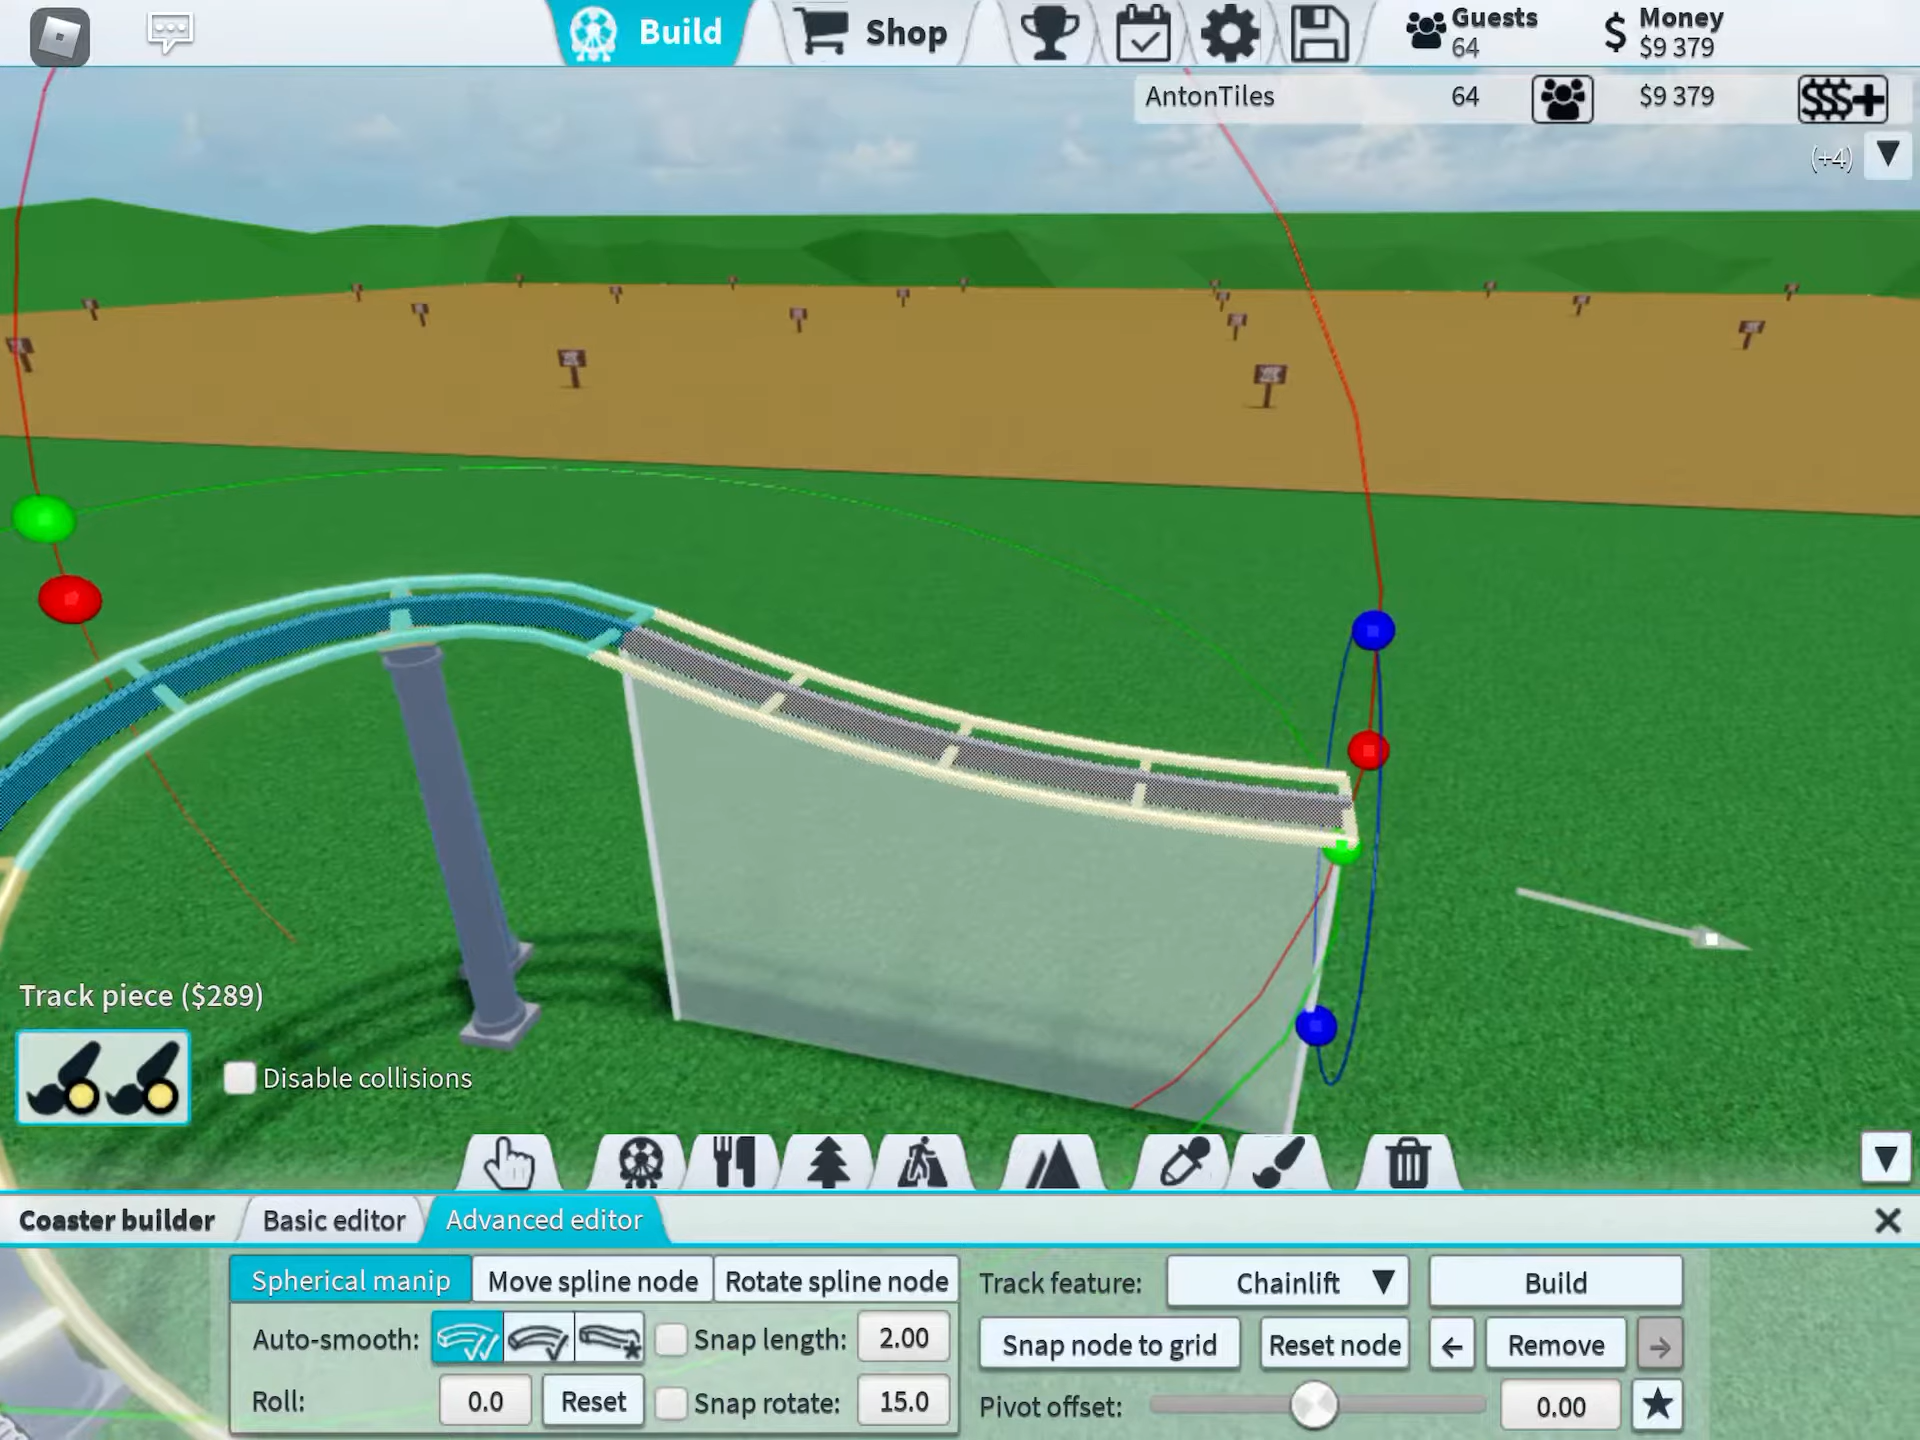 Build
Shop
Guests
64
Money
$9 379
AntonTiles
64
$9 379
$$$+
(+4)
Track piece ($289)
Disable collisions
Coaster builder
Basic editor
Advanced editor
Spherical manip
Move spline node
Rotate spline node
Track feature:
Chainlift
Build
Auto-smooth:
Snap length:
2.00
Snap node to grid
Reset node
Remove
Roll:
0.0
Reset
Snap rotate:
15.0
Pivot offset:
0.00